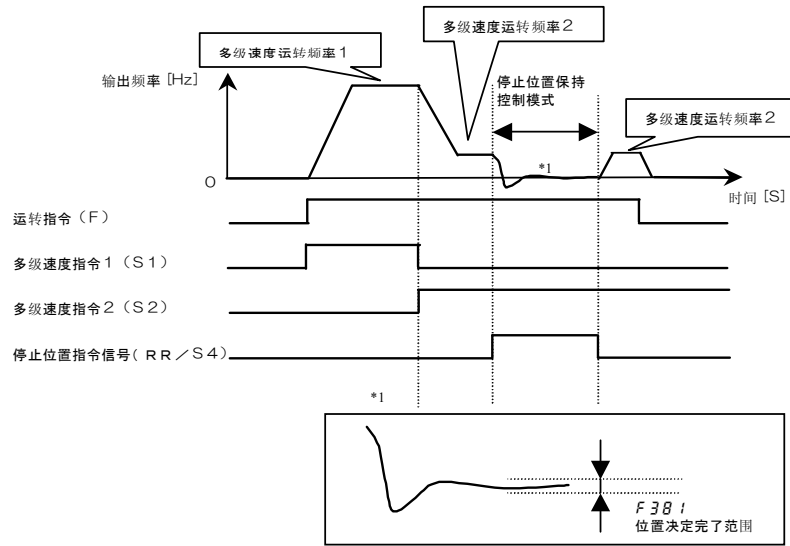 多级速度运转频率1
多级速度运转频率2
输出频率 [Hz]
停止位置保持
控制模式
多级速度运转频率2
*1
0
时间 [S]
运转指令（F）
多级速度指令1（S1）
多级速度指令2（S2）
停止位置指令信号( RR／S4)
*1
F381
位置决定完了范围